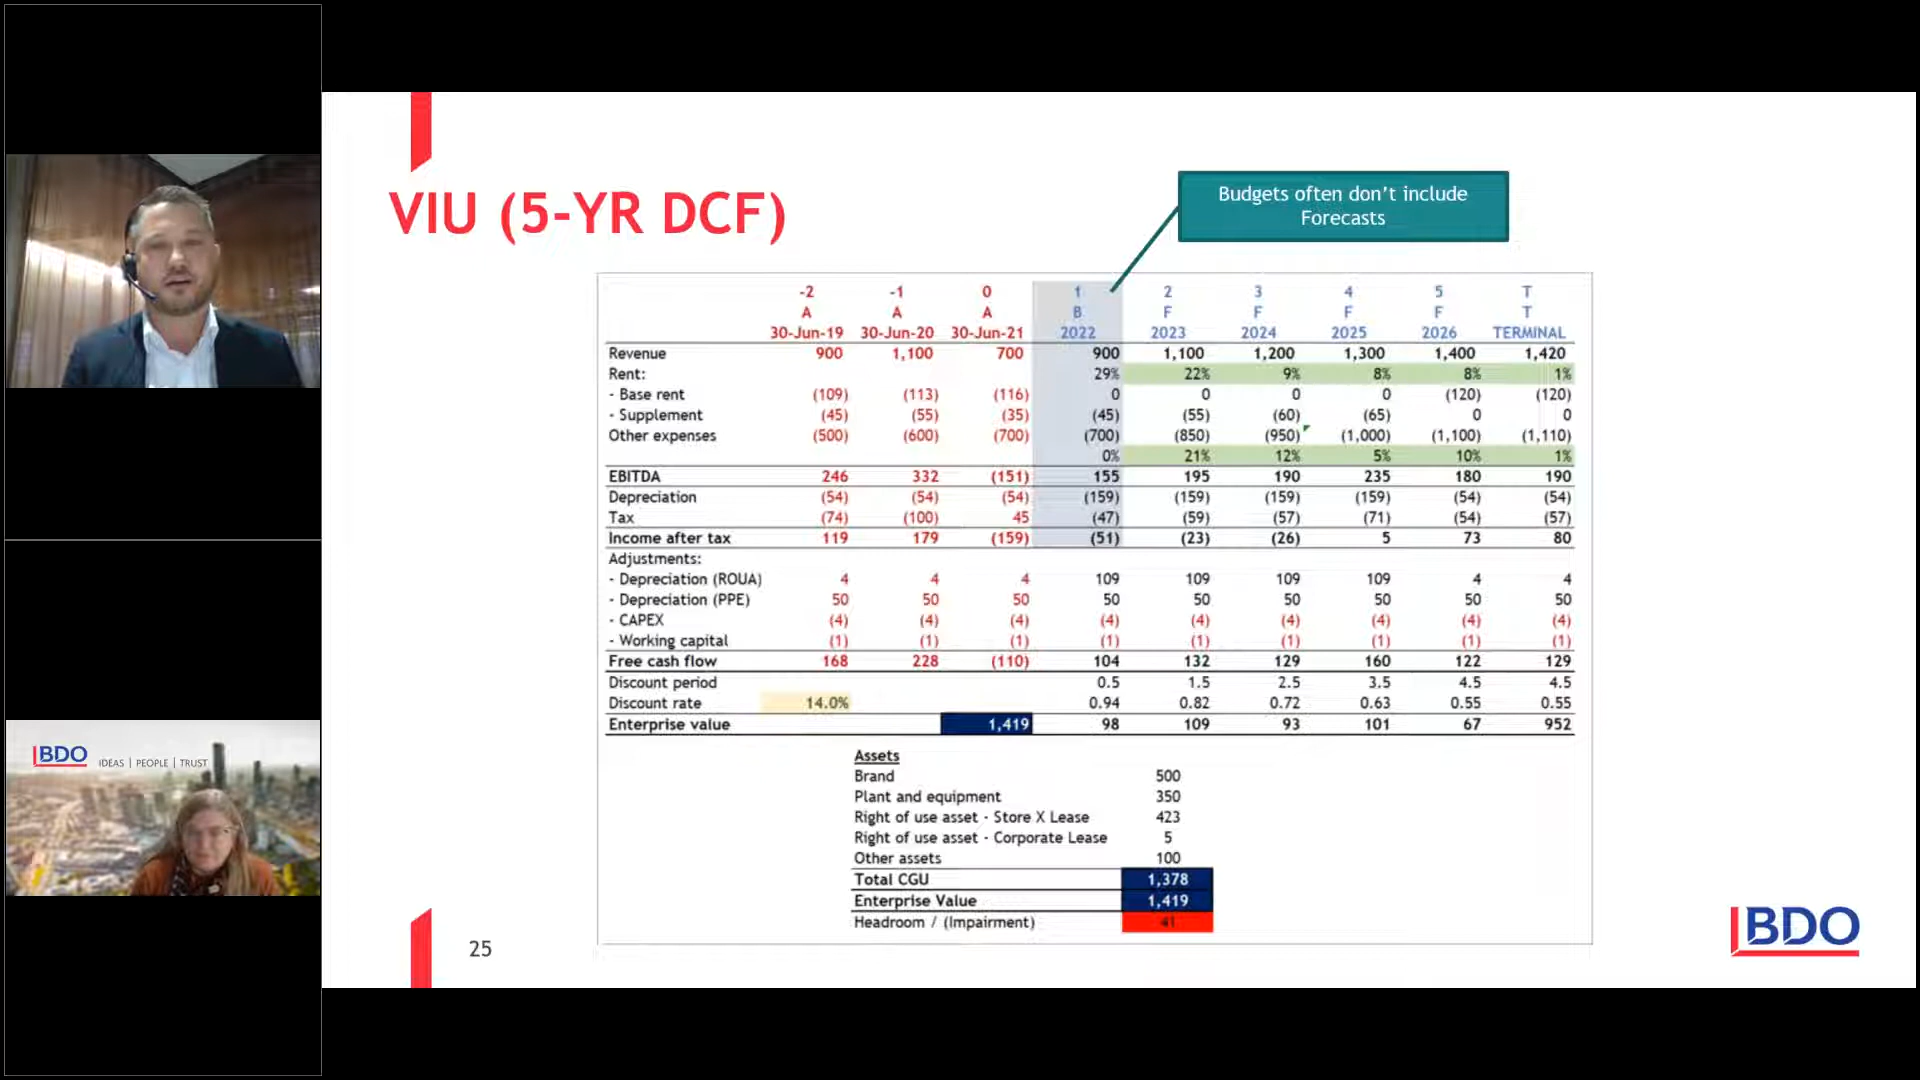 VIU (5-YR DCF)
Budgets often don't include
Forecasts
-2 -1 0 1 2 3 4 5 T
A A A B F F F F T
30-Jun-19 30-Jun-20 30-Jun-21 2022 2023 2024 2025 2026 TERMINAL
Revenue 900 1,100 700 900 1,100 1,200 1,300 1,400 1,420
Rent: 29% 22% 9% 8% 8% 1%
- Base rent (109) (113) (116) 0 0 0 0 (120) (120)
- Supplement (45) (55) (35) (45) (55) (60) (65) 0 0
Other expenses (500) (600) (700) (700) (850) (950) (1,000) (1,100) (1,110)
0% 21% 12% 5% 10% 1%
EBITDA 246 332 (151) 155 195 190 235 180 190
Depreciation (54) (54) (54) (159) (159) (159) (159) (54) (54)
Tax (74) (100) 45 (47) (59) (57) (71) (54) (57)
Income after tax 119 179 (159) (51) (23) (26) 5 73 80
Adjustments:
- Depreciation (ROUA) 4 4 4 109 109 109 109 4 4
- Depreciation (PPE) 50 50 50 50 50 50 50 50 50
- CAPEX (4) (4) (4) (4) (4) (4) (4) (4) (4)
- Working capital (1) (1) (1) (1) (1) (1) (1) (1) (1)
Free cash flow 168 228 (110) 104 132 129 160 122 129
Discount period 0.5 1.5 2.5 3.5 4.5 4.5
Discount rate 14.0% 0.94 0.82 0.72 0.63 0.55 0.55
Enterprise value 1,419 98 109 93 101 67 952
Assets
Brand 500
Plant and equipment 350
Right of use asset - Store X Lease 423
Right of use asset - Corporate Lease 5
Other assets 100
Total CGU 1,378
Enterprise Value 1,419
Headroom / (Impairment) 41
25
BDO
BDO IDEAS | PEOPLE | TRUST